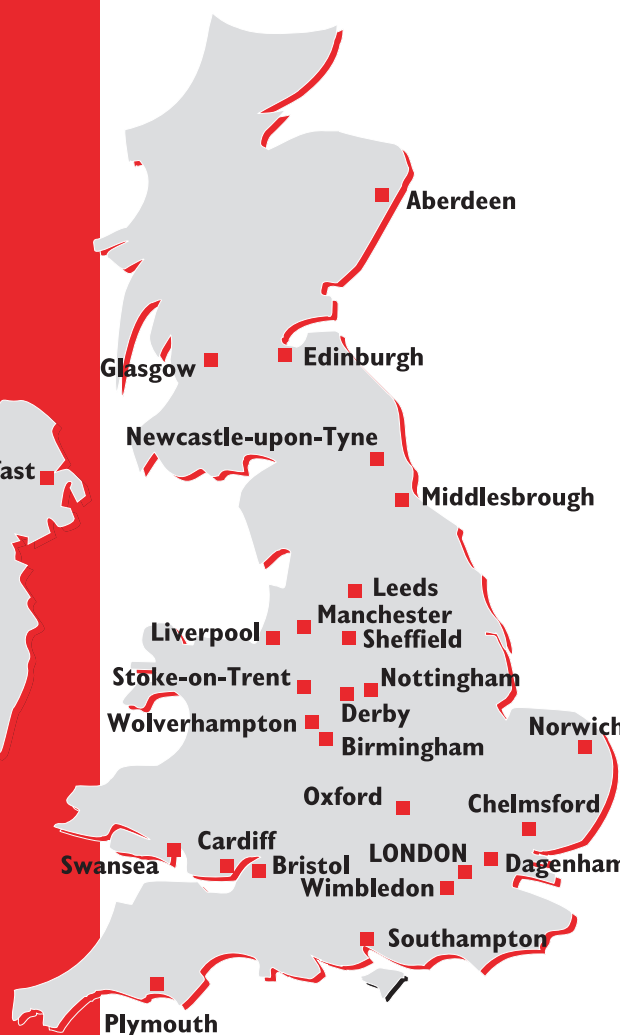 Aberdeen
Glasgow
Edinburgh
Newcastle-upon-Tyne
fast
Middlesbrough
Leeds
Manchester
Liverpool
Sheffield
Stoke-on-Trent
Nottingham
Derby
Wolverhampton
Norwich
Birmingham
Oxford
Chelmsford
Cardiff
LONDON
Swansea
Bristol
Dagenham
Wimbledon
Southampton
Plymouth